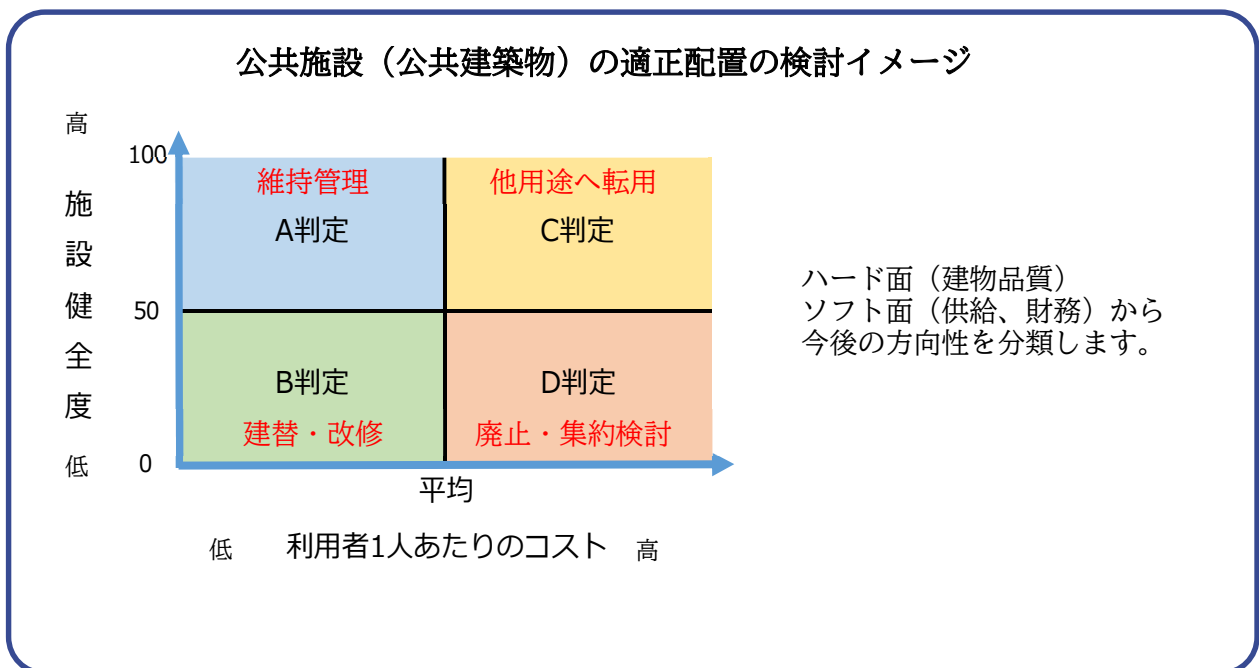 公共施設（公共建築物）の適正配置の検討イメージ
高
施設健全度
低
100
50
0
維持管理
A判定
他用途へ転用
C判定
B判定
建替・改修
D判定
廃止・集約検討
平均
低 利用者1人あたりのコスト 高
ハード面（建物品質）
ソフト面（供給、財務）から
今後の方向性を分類します。